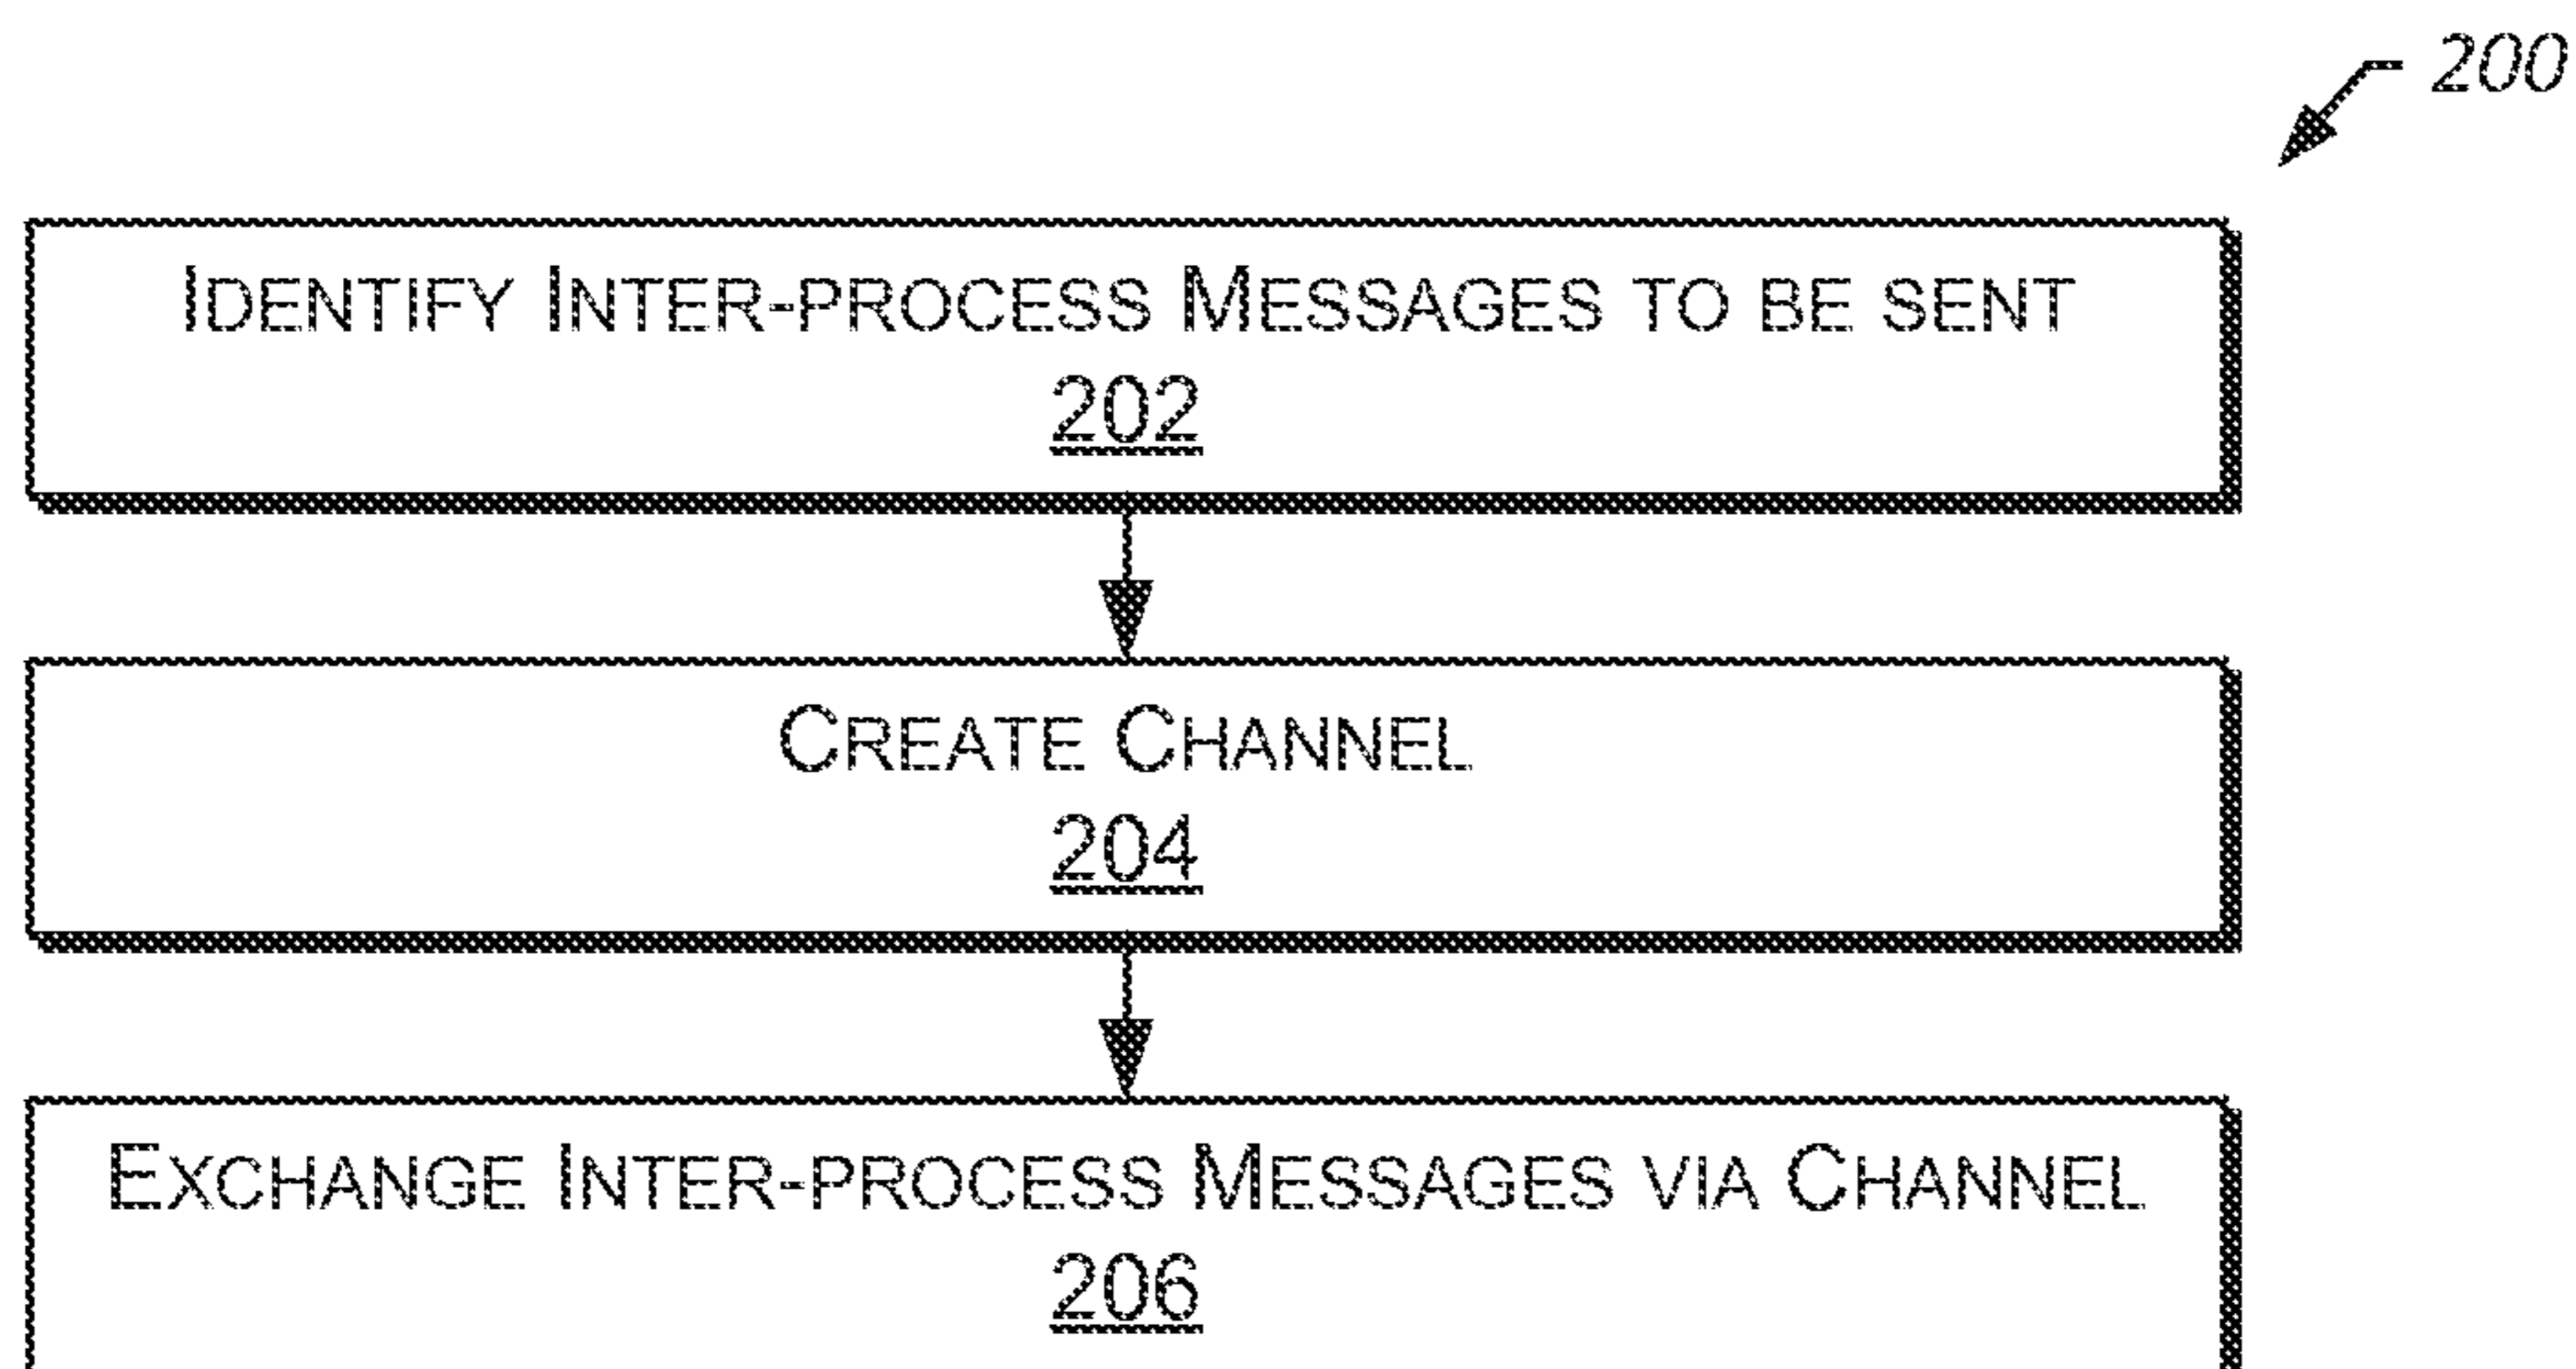 200
IDENTIFY INTER-PROCESS MESSAGES TO BE SENT
202
CREATE CHANNEL
204
EXCHANGE INTER-PROCESS MESSAGES VIA CHANNEL
206